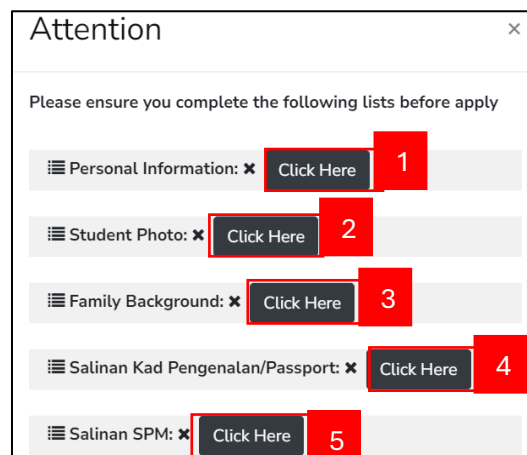 Attention ×
Please ensure you complete the following lists before apply
Personal Information: ✖ Click Here 1
Student Photo: ✖ Click Here 2
Family Background: ✖ Click Here 3
Salinan Kad Pengenalan/Passport: ✖ Click Here 4
Salinan SPM: ✖ Click Here 5